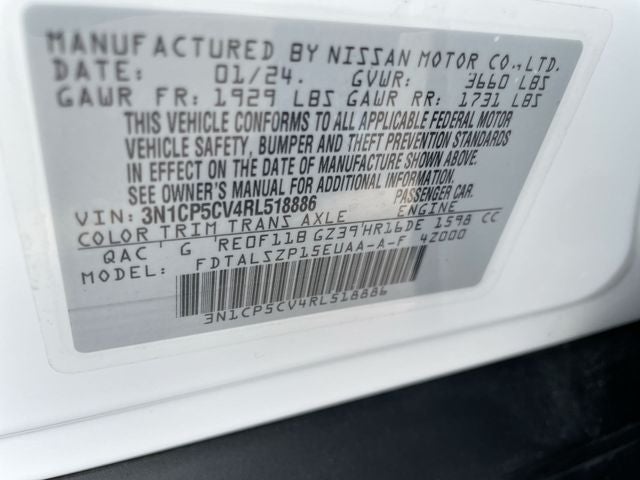 MANUFACTURED BY NISSAN MOTOR CO.,LTD.
DATE: 01/24. GVWR: 3660 LBS
GAWR FR: 1929 LBS GAWR RR: 1731 LBS
THIS VEHICLE CONFORMS TO ALL APPLICABLE FEDERAL MOTOR
VEHICLE SAFETY, BUMPER AND THEFT PREVENTION STANDARDS
IN EFFECT ON THE DATE OF MANUFACTURE SHOWN ABOVE.
SEE OWNER'S MANUAL FOR ADDITIONAL INFORMATION.
VIN: 3N1CP5CV4RL518886 PASSENGER CAR.
COLOR TRIM TRANS AXLE ENGINE
QAC G RE0F11B GZ39 HR16DE 1598 CC
MODEL: FDTALSZP15EUAA-A-F 42000
3N1CP5CV4RL518886